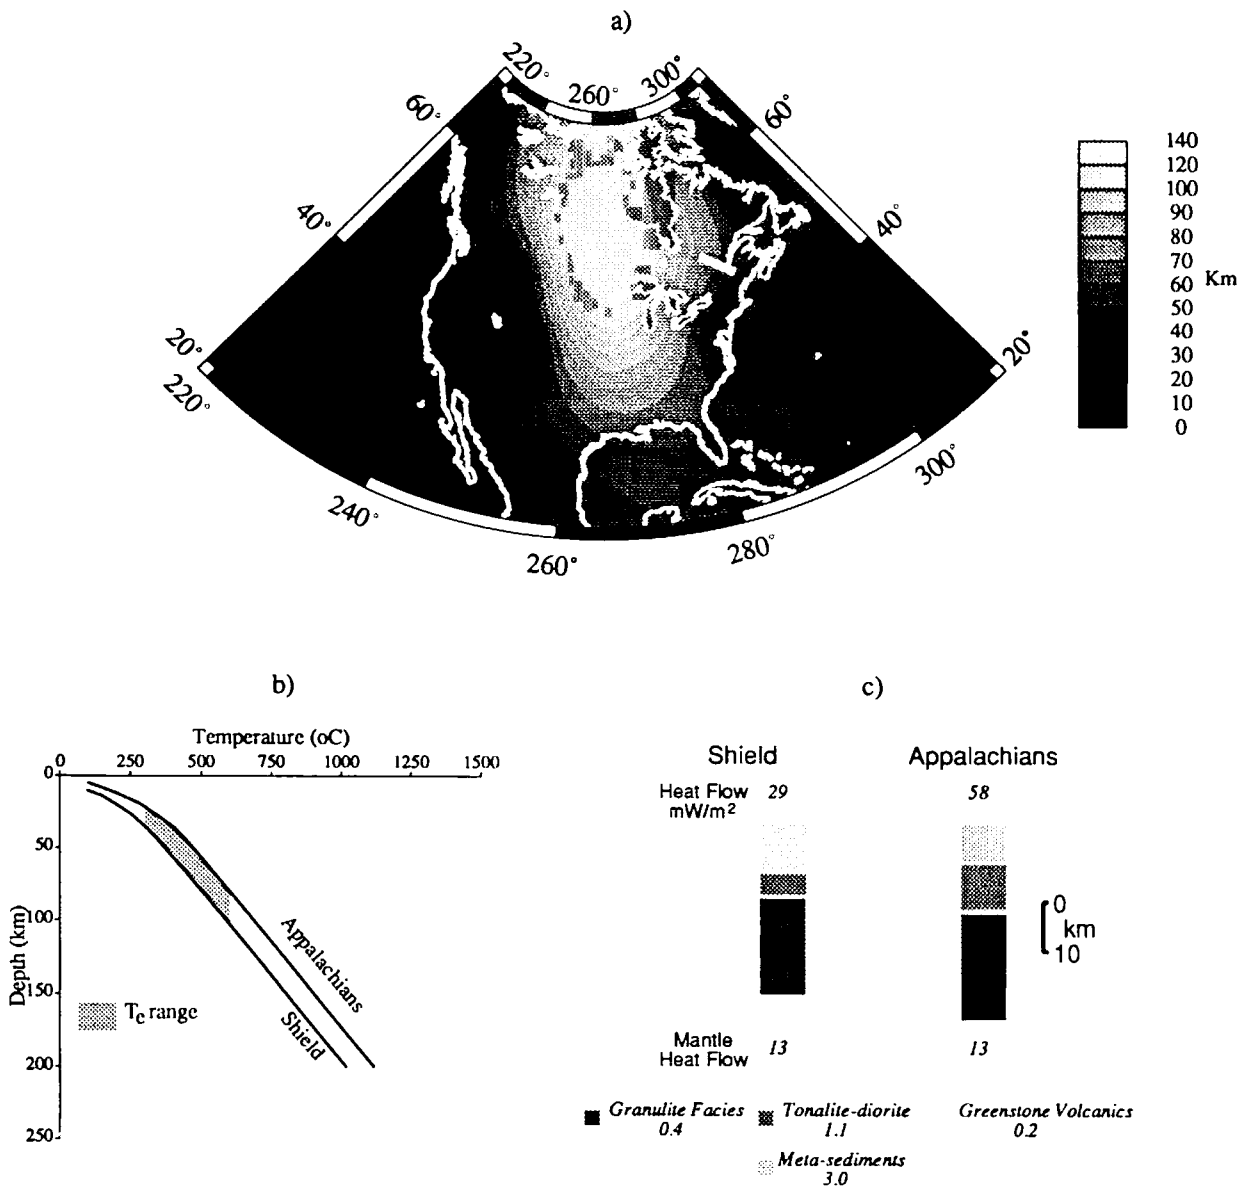 a)
220° 260° 300°
60° 60°
40° 40°
20° 20°
220° 240° 260° 280° 300°
140
120
100
90
80
70
60 Km
50
40
30
20
10
0
b) c)
Temperature (oC)
0 250 500 750 1000 1250 1500
Depth (km)
0
50
100
150
200
250
Appalachians
Shield
Tc range
Shield Appalachians
Heat Flow 29 58
mW/m²
0
km
10
Mantle
Heat Flow 13 13
Granulite Facies Tonalite-diorite Greenstone Volcanics
0.4 1.1 0.2
Meta-sediments
3.0